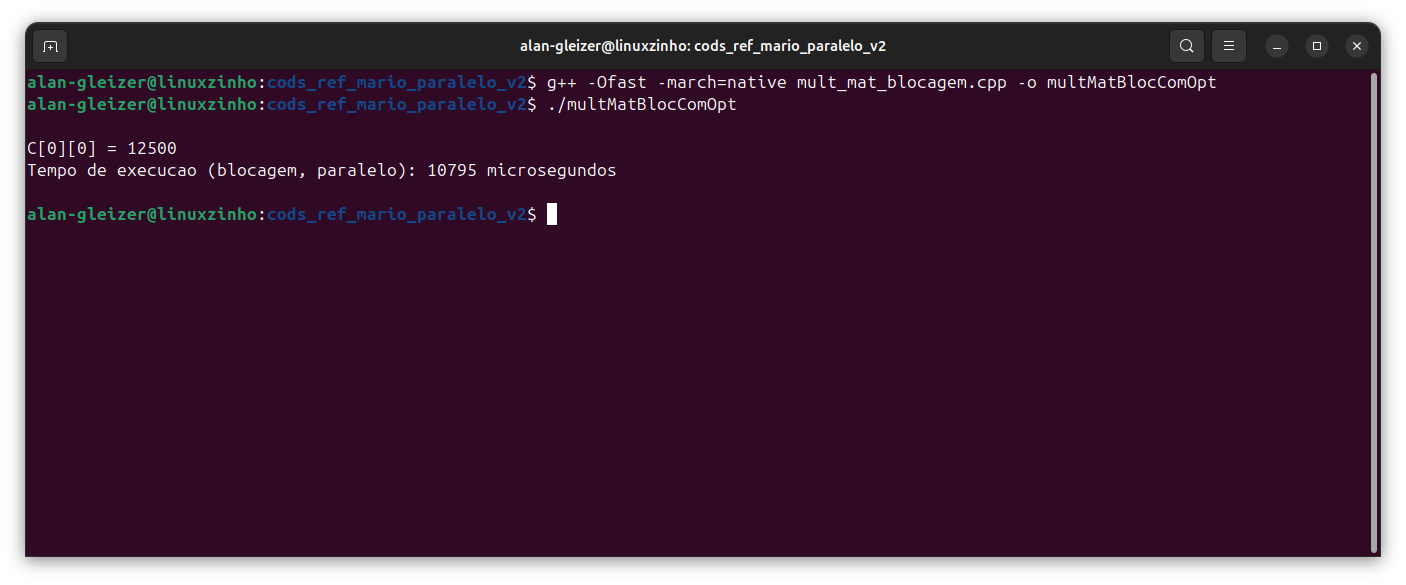 alan-gleizer@linuxzinho: cods_ref_mario_paralelo_v2
alan-gleizer@linuxzinho:cods_ref_mario_paralelo_v2$ g++ -Ofast -march=native mult_mat_blocagem.cpp -o multMatBlocComOpt
alan-gleizer@linuxzinho:cods_ref_mario_paralelo_v2$ ./multMatBlocComOpt
C[0][0] = 12500
Tempo de execucao (blocagem, paralelo): 10795 microsegundos
alan-gleizer@linuxzinho:cods_ref_mario_paralelo_v2$